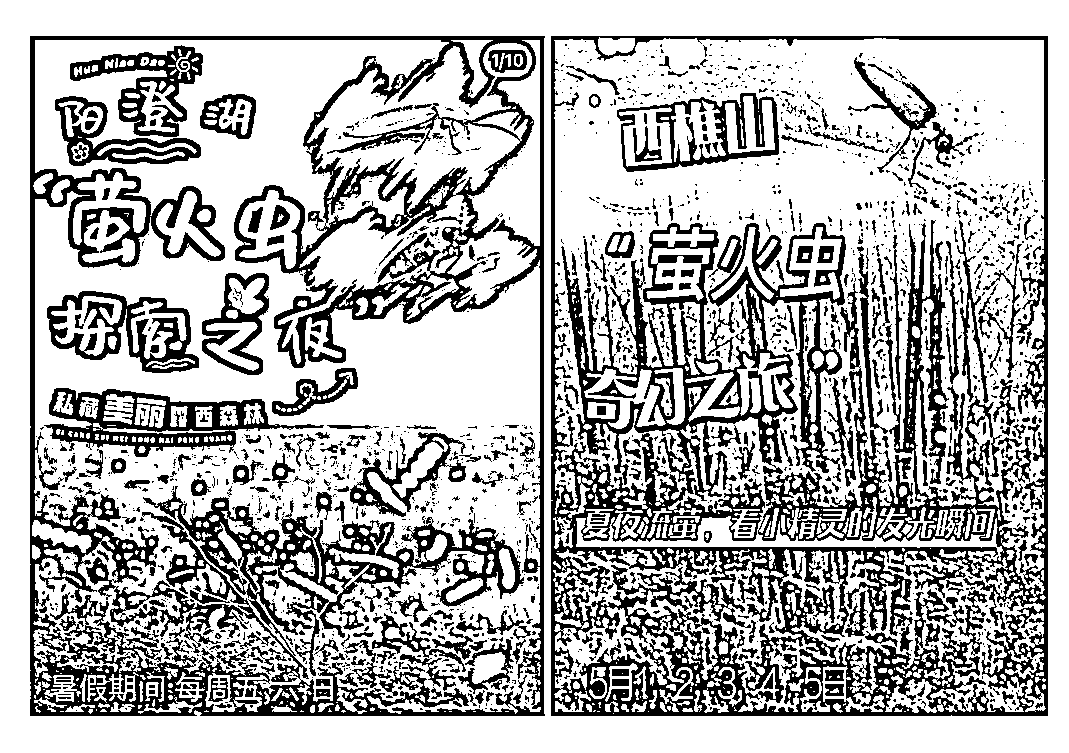 Hua Niao Dao
1/10
阳澄湖
“萤火虫
探索之夜”
私藏美丽莲西森林
暑假期间 每周五六日
西樵山
“萤火虫
奇幻之旅”
夏夜流萤，看小精灵的发光瞬间
5月1、2、3、4、5日